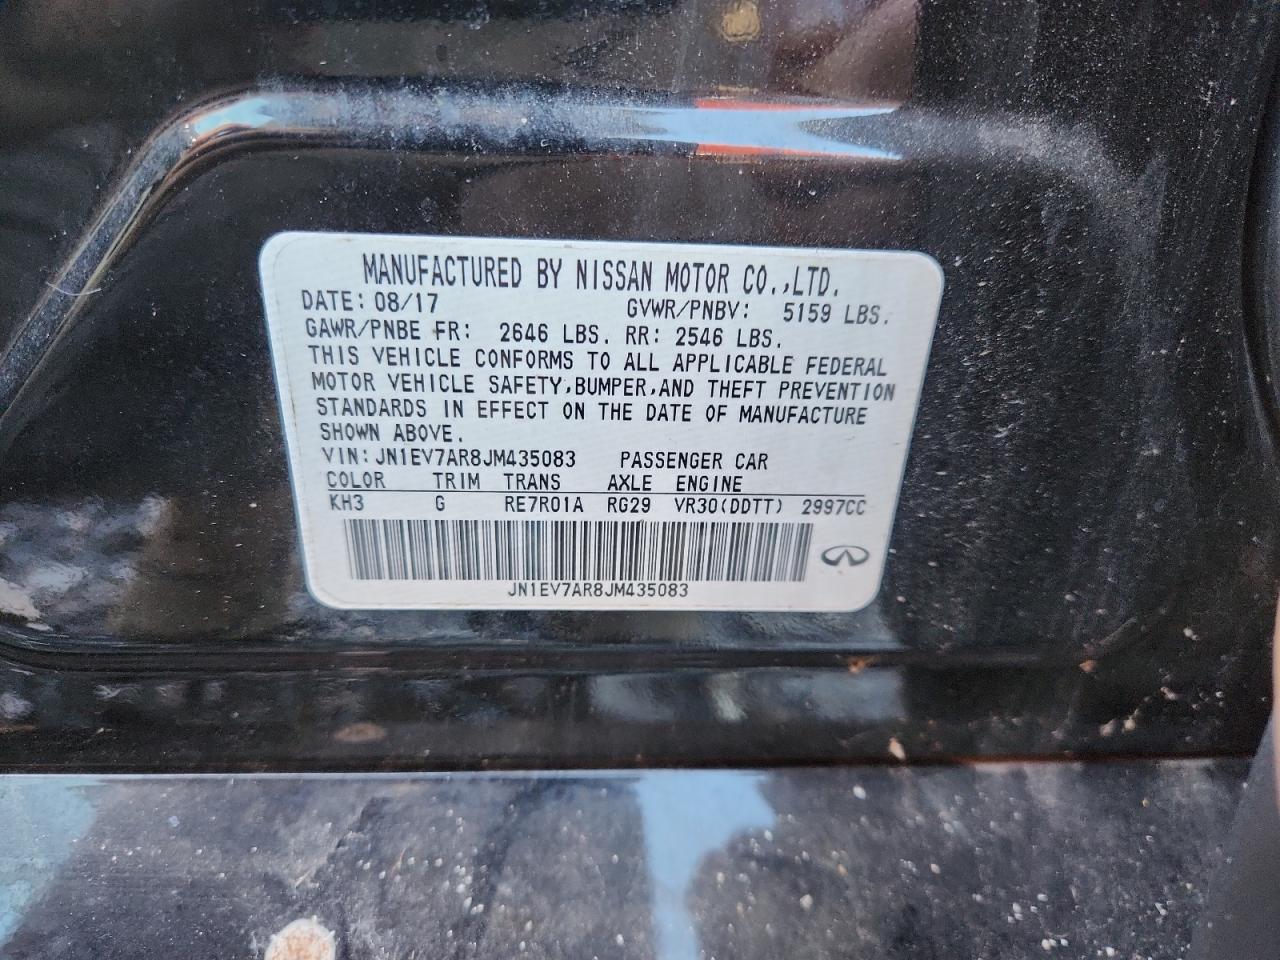 MANUFACTURED BY NISSAN MOTOR CO.,LTD.
DATE: 08/17 GVWR/PNBV: 5159 LBS.
GAWR/PNBE FR: 2646 LBS. RR: 2546 LBS.
THIS VEHICLE CONFORMS TO ALL APPLICABLE FEDERAL
MOTOR VEHICLE SAFETY,BUMPER,AND THEFT PREVENTION
STANDARDS IN EFFECT ON THE DATE OF MANUFACTURE
SHOWN ABOVE.
VIN:JN1EV7AR8JM435083 PASSENGER CAR
COLOR TRIM TRANS AXLE ENGINE
KH3 G RE7R01A RG29 VR30(DDTT) 2997CC
JN1EV7AR8JM435083